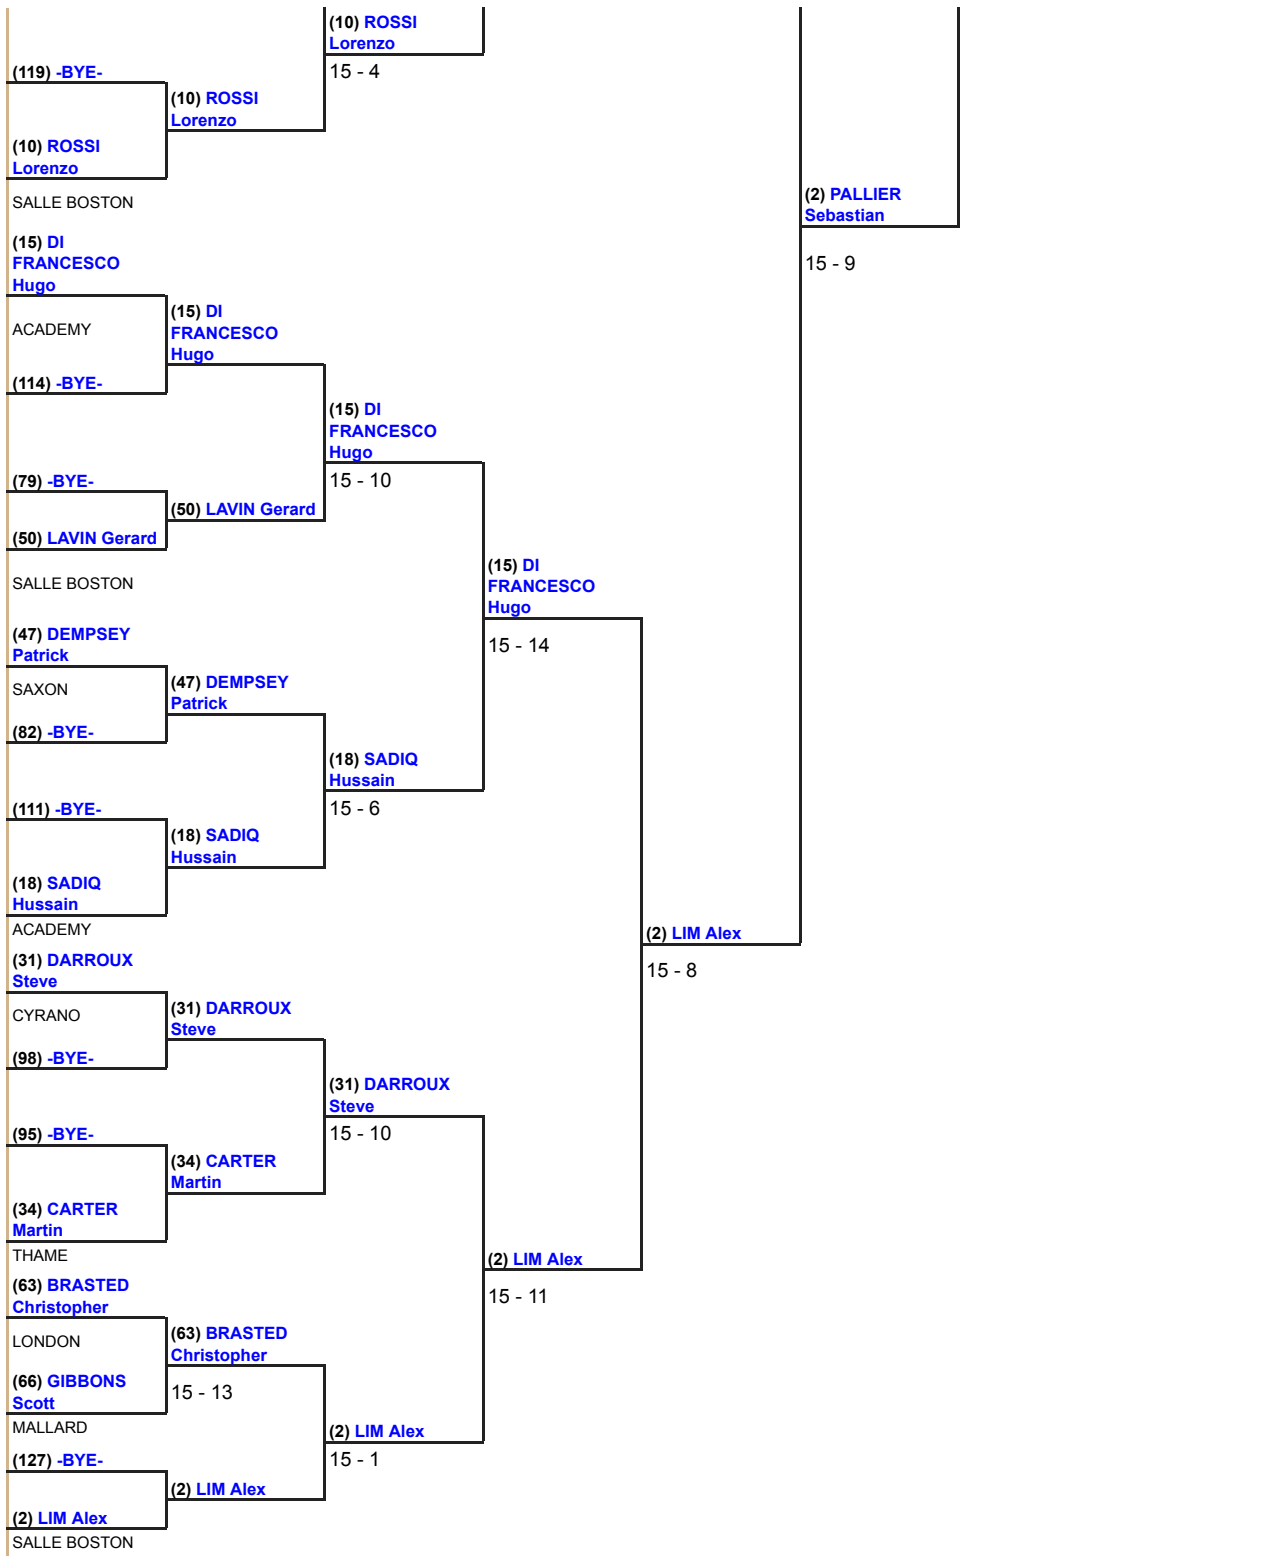 (10) ROSSI
Lorenzo
15 - 4
(119) -BYE-
(10) ROSSI
Lorenzo
(10) ROSSI
Lorenzo
SALLE BOSTON
(2) PALLIER
Sebastian
15 - 9
(15) DI
FRANCESCO
Hugo
ACADEMY
(15) DI
FRANCESCO
Hugo
(114) -BYE-
(15) DI
FRANCESCO
Hugo
15 - 10
(79) -BYE-
(50) LAVIN Gerard
(50) LAVIN Gerard
SALLE BOSTON
(15) DI
FRANCESCO
Hugo
15 - 14
(47) DEMPSEY
Patrick
SAXON
(47) DEMPSEY
Patrick
(82) -BYE-
(18) SADIQ
Hussain
15 - 6
(111) -BYE-
(18) SADIQ
Hussain
(18) SADIQ
Hussain
ACADEMY
(2) LIM Alex
15 - 8
(31) DARROUX
Steve
CYRANO
(31) DARROUX
Steve
(98) -BYE-
(31) DARROUX
Steve
15 - 10
(95) -BYE-
(34) CARTER
Martin
(34) CARTER
Martin
THAME
(2) LIM Alex
15 - 11
(63) BRASTED
Christopher
LONDON
(63) BRASTED
Christopher
15 - 13
(66) GIBBONS
Scott
MALLARD
(2) LIM Alex
15 - 1
(127) -BYE-
(2) LIM Alex
(2) LIM Alex
SALLE BOSTON